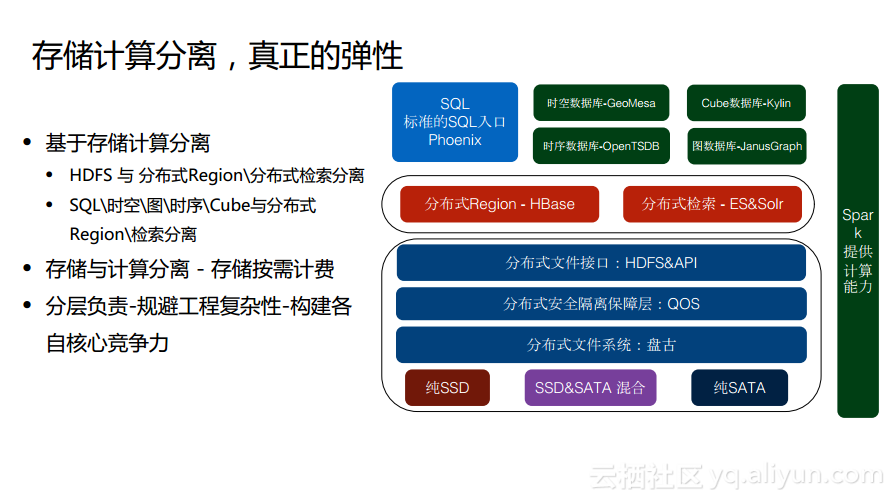 存储计算分离，真正的弹性
• 基于存储计算分离
• HDFS 与 分布式Region\分布式检索分离
• SQL\时空\图\时序\Cube与分布式
Region\检索分离
• 存储与计算分离 - 存储按需计费
• 分层负责-规避工程复杂性-构建各
自核心竞争力
SQL
标准的SQL入口
Phoenix
时空数据库-GeoMesa
Cube数据库-Kylin
时序数据库-OpenTSDB
图数据库-JanusGraph
分布式Region - HBase
分布式检索 - ES&Solr
分布式文件接口：HDFS&API
分布式安全隔离保障层：QOS
分布式文件系统：盘古
纯SSD
SSD&SATA 混合
纯SATA
Spar
k
提供
计算
能力
云栖社区 yq.aliyun.com